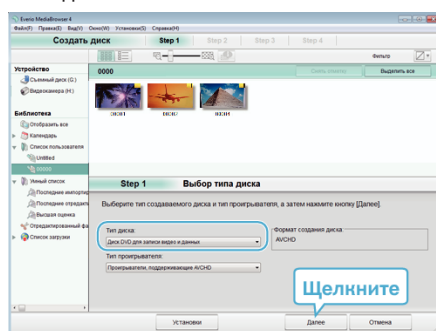 Everio MediaBrowser 4
Файл(F) Правка(E) Вид(V) Окно(W) Установки(S) Справка(H)
Создать диск Step 1 Step 2 Step 3 Step 4
Фильтр
Устройство
0000
Выделить все
Съемный диск (G:)
Видеокамера (H:)
Библиотека
Отобразить все
Календарь
Список пользователя
Untitled
00000
Умный список
Последние импортир
Последние отредакти
Высшая оценка
Отредактированный фа
Список загрузки
Step 1 Выбор типа диска
Выберите тип создаваемого диска и тип проигрывателя, а затем нажмите кнопку [Далее].
Тип диска:
Диск DVD для записи видео и данных
Формат создания диска:
AVCHD
Тип проигрывателя:
Проигрыватели, поддерживающие AVCHD
Щелкните
Установки Далее Отмена